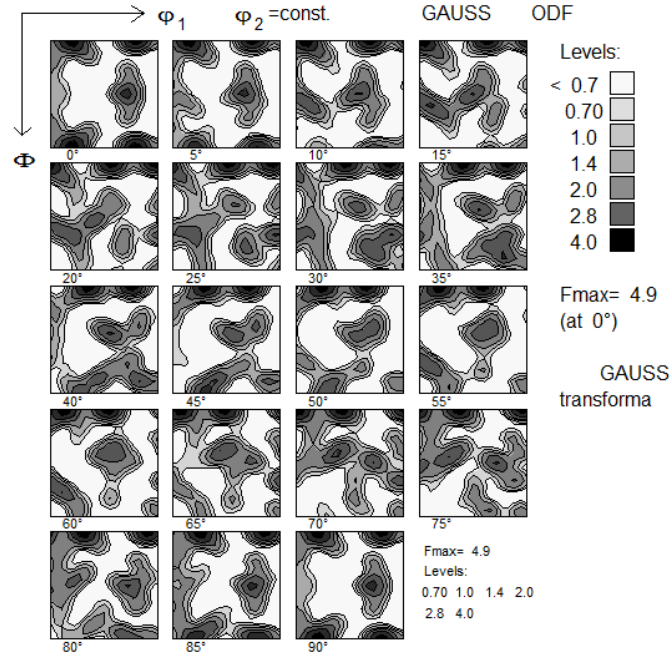 φ1 φ2=const. GAUSS ODF
Φ
Levels:
< 0.7
0.70
1.0
1.4
2.0
2.8
4.0
0° 5° 10° 15°
20° 25° 30° 35°
Fmax= 4.9
(at 0°)
40° 45° 50° 55°
GAUSS
transforma
60° 65° 70° 75°
Fmax= 4.9
Levels:
0.70 1.0 1.4 2.0
2.8 4.0
80° 85° 90°